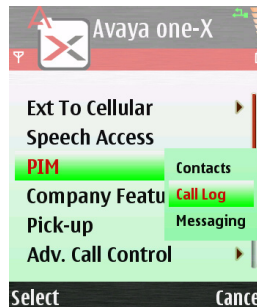 Avaya one-X
Ext To Cellular
Speech Access
PIM
Contacts
Company Featu
Call Log
Pick-up
Messaging
Adv. Call Control
Select
Cance